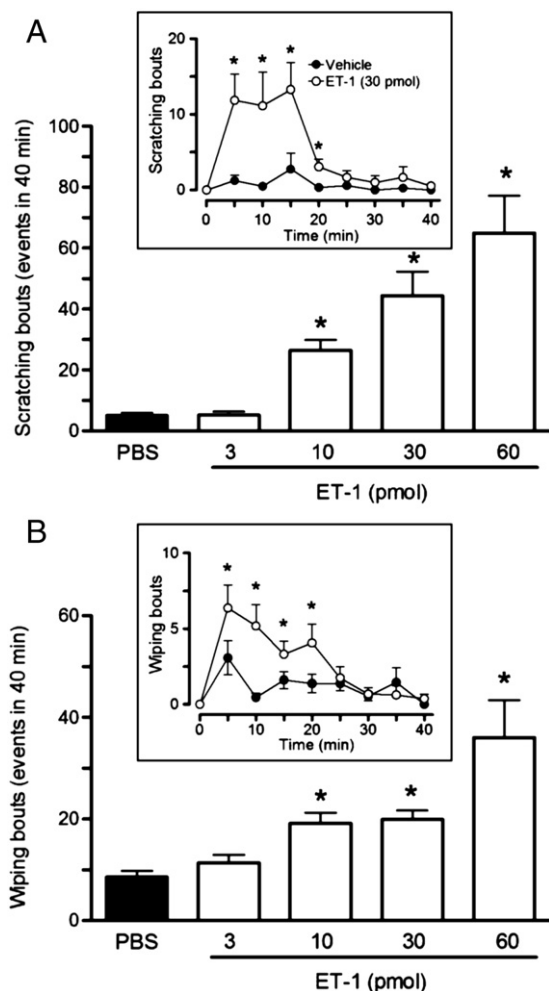 A
Scratching bouts (events in 40 min)
100
80
60
40
20
0
Scratching bouts
20
10
0
* * * *
Vehicle
ET-1 (30 pmol)
0 10 20 30 40
Time (min)
* * *
PBS 3 10 30 60
ET-1 (pmol)
B
Wiping bouts (events in 40 min)
60
40
20
0
Wiping bouts
10
5
0
* * * *
0 10 20 30 40
Time (min)
* * *
PBS 3 10 30 60
ET-1 (pmol)